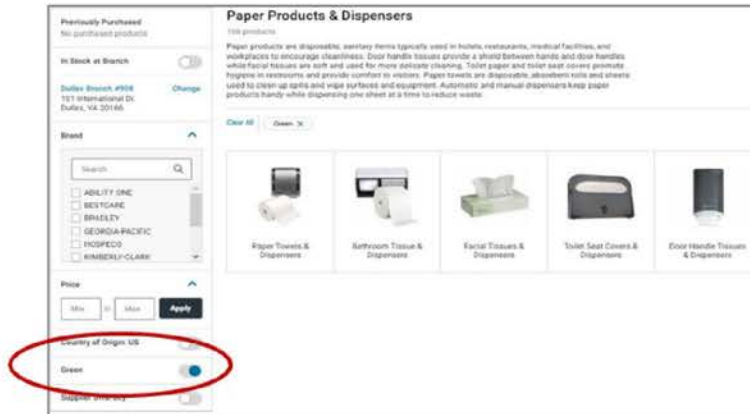 Previously Purchased
No purchased products
In Stock at Branch
Dulles Branch #908 Change
101 International Dr.
Dulles, VA 20166
Brand
Search
ABILITY ONE
BESTCARE
BRADLEY
GEORGIA-PACIFIC
HOSPECO
KIMBERLY-CLARK
Price
Min to Max Apply
Country of Origin: US
Green
Supplier Diversity
Paper Products & Dispensers
products
Paper products are disposable, sanitary items typically used in hotels, restaurants, medical facilities, and
workplaces to encourage cleanliness. Door handle tissues provide a shield between hands and door handles
while facial tissues are soft and used for more delicate cleaning. Toilet paper and toilet seat covers promote
hygiene in restrooms and provide comfort to visitors. Paper towels are disposable, absorbent rolls and sheets
used to clean up spills and wipe surfaces and equipment. Automatic and manual dispensers keep paper
products handy while dispensing one sheet at a time to reduce waste.
Clear All Green X
Paper Towels &
Dispensers
Bathroom Tissue &
Dispensers
Facial Tissues &
Dispensers
Toilet Seat Covers &
Dispensers
Door Handle Tissues
& Dispensers